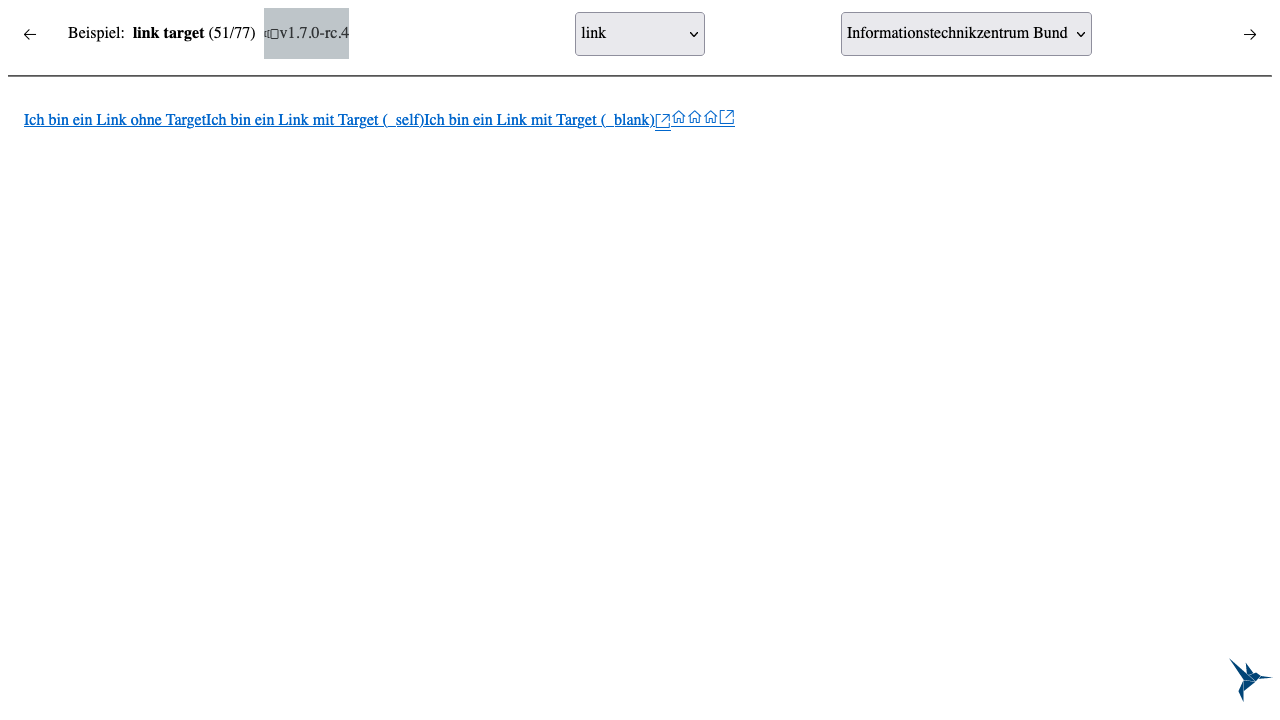 Beispiel: link target (51/77) v1.7.0-rc.4 link Informationstechnikzentrum Bund
Ich bin ein Link ohne TargetIch bin ein Link mit Target (_self)Ich bin ein Link mit Target (_blank)